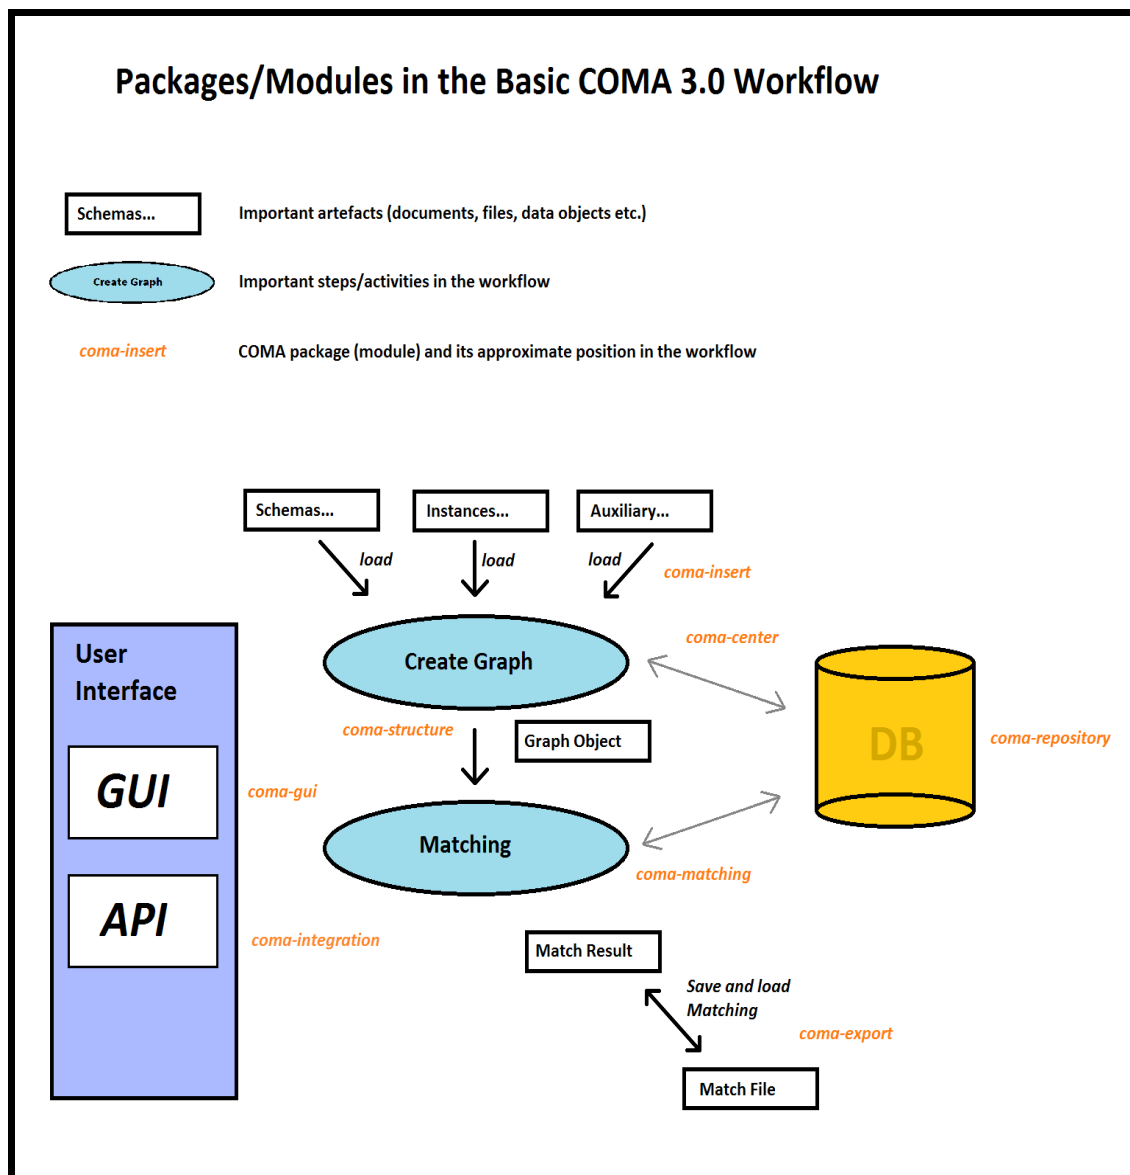 Packages/Modules in the Basic COMA 3.0 Workflow
Schemas...
Important artefacts (documents, files, data objects etc.)
Create Graph
Important steps/activities in the workflow
coma-insert
COMA package (module) and its approximate position in the workflow
Schemas...
Instances...
Auxiliary...
load
load
load
coma-insert
User
Interface
Create Graph
coma-center
coma-structure
Graph Object
DB
coma-repository
GUI
coma-gui
Matching
coma-matching
API
coma-integration
Match Result
Save and load
Matching
coma-export
Match File